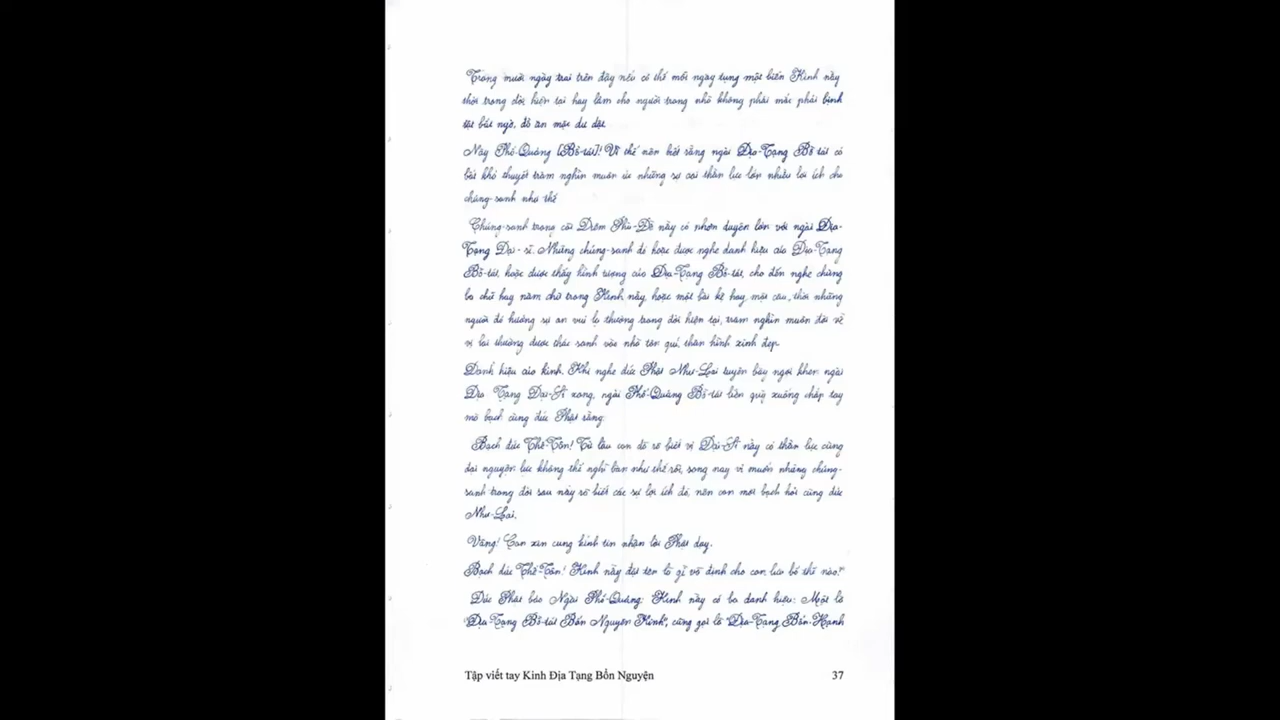 Trong mười ngày trai trên đây nếu có thể mỗi ngày tụng một biến Kinh này
thời trong đời hiện tại hay làm cho người trong nhà không phải mắc phải bịnh
tật bất ngờ, đồ ăn mặc dư dật.
Này Phổ-Quảng [Bồ-tát]! Vì thế nên biết rằng ngài Địa-Tạng Bồ tát có
bất khả thuyết trăm nghìn muôn ức những sự oai thần lực lớn nhiều lợi ích cho
chúng-sanh như thế
Chúng-sanh trong cõi Diêm Phù-Đề này có nhơn duyên lớn với ngài Địa-
Tạng Đại-sĩ. Những chúng-sanh đó hoặc được nghe danh hiệu của Địa-Tạng
Bồ-tát, hoặc được thấy hình tượng của Địa-Tạng Bồ-tát, cho đến nghe chừng
ba chữ hay năm chữ trong Kinh này, hoặc một bài kệ hay một câu, thời những
người đó hưởng sự an vui lạ thường trong đời hiện tại, trăm nghìn muôn đời về
vị lai thường được thác sanh vào nhà tôn quí, thân hình xinh đẹp
Danh hiệu của kinh. Khi nghe đức Phật Như-Lai tuyên bày ngợi khen ngài
Địa Tạng Đại-Sĩ xong, ngài Phổ-Quảng Bồ-tát liền quỳ xuống chắp tay
mà bạch cùng đức Phật rằng:
Bạch đức Thế-Tôn! Từ lâu con đã rõ biết vị Đại-Sĩ này có thần lực cùng
đại nguyện lực không thể nghĩ bàn như thế rồi, song nay vì muốn những chúng-
sanh trong đời sau này rõ biết các sự lợi ích đó, nên con mới bạch hỏi cùng đức
Như-Lai.
Vâng! Con xin cung kính tin nhận lời Phật dạy.
Bạch đức Thế-Tôn! Kinh này đặt tên là gì và định cho con lưu bố thế nào?"
Đức Phật bảo Ngài Phổ-Quảng: Kinh này có ba danh hiệu: Một là
Địa-Tạng Bồ-tát Bổn Nguyện Kinh", cũng gọi là "Địa-Tạng Bổn-Hạnh
Tập viết tay Kinh Địa Tạng Bổn Nguyện 37